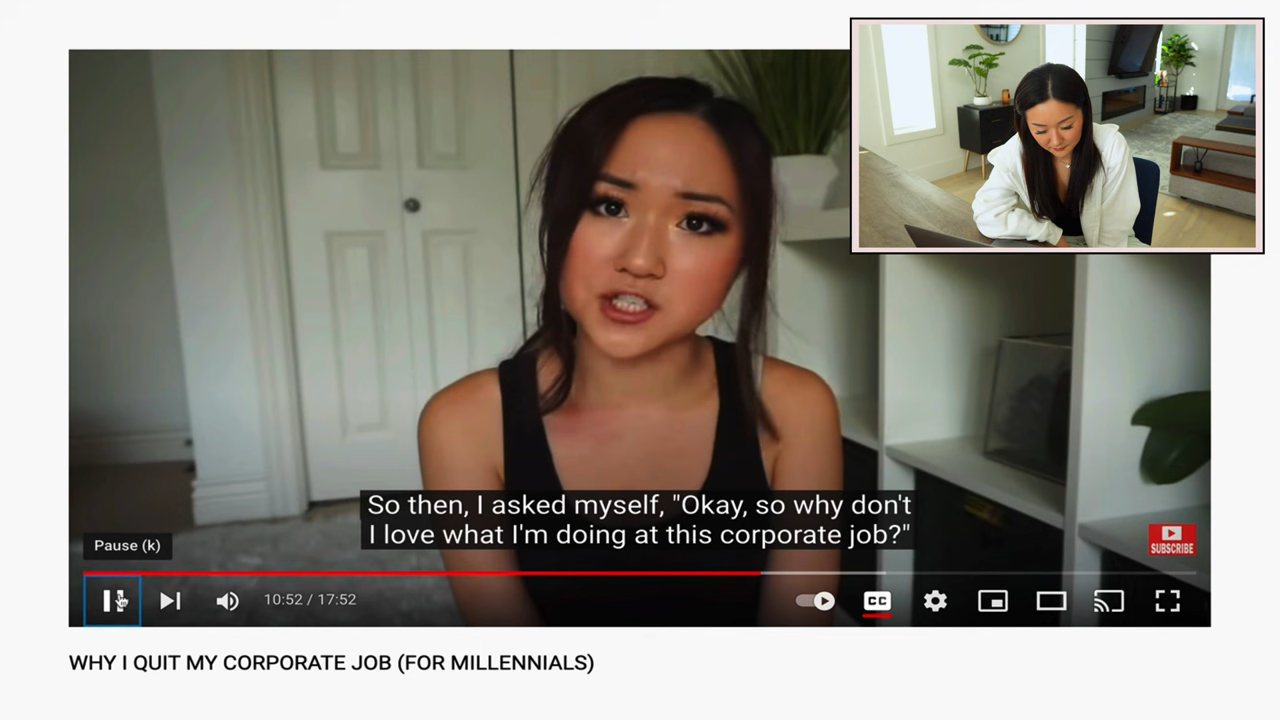 So then, I asked myself, "Okay, so why don't
I love what I'm doing at this corporate job?"
Pause (k)
SUBSCRIBE
10:52 / 17:52
CC
WHY I QUIT MY CORPORATE JOB (FOR MILLENNIALS)